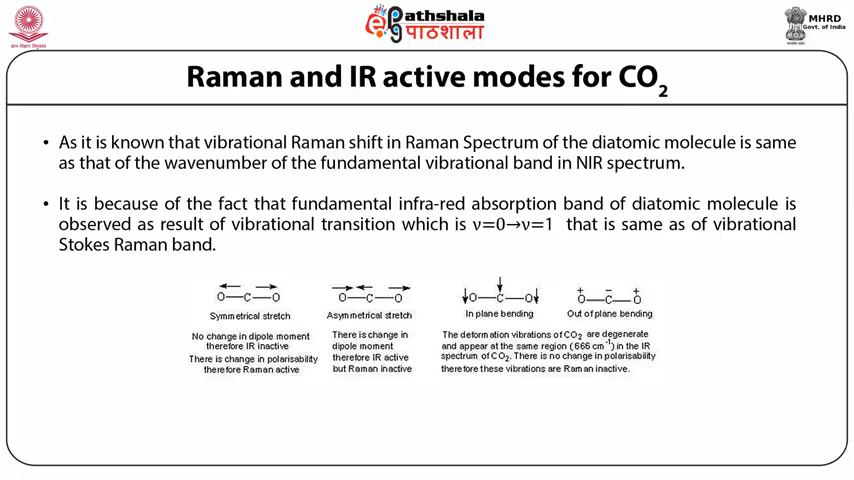 ePathshala
पाठशाला
MHRD
Govt. of India
Raman and IR active modes for CO₂
• As it is known that vibrational Raman shift in Raman Spectrum of the diatomic molecule is same
as that of the wavenumber of the fundamental vibrational band in NIR spectrum.
• It is because of the fact that fundamental infra-red absorption band of diatomic molecule is
observed as result of vibrational transition which is ν=0→ν=1 that is same as of vibrational
Stokes Raman band.
O—C—O
Symmetrical stretch
No change in dipole moment
therefore IR inactive
There is change in polarisability
therefore Raman active
O—C—O
Asymmetrical stretch
There is change in
dipole moment
therefore IR active
but Raman inactive
O—C—O
In plane bending
+ − +
O—C—O
Out of plane bending
The deformation vibrations of CO₂ are degenerate
and appear at the same region (666 cm⁻¹) in the IR
spectrum of CO₂. There is no change in polarisability
therefore these vibrations are Raman inactive.